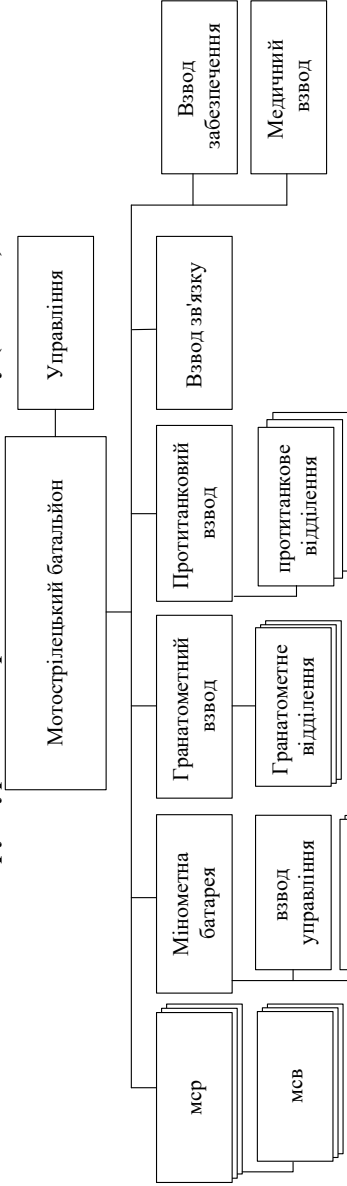 Мотострілецький батальйон
Управління
мср
Мінометна
батарея
Гранатометний
взвод
Протитанковий
взвод
Взвод зв'язку
Взвод
забезпечення
Медичний
взвод
мсв
взвод
управління
Гранатометне
відділення
протитанкове
відділення